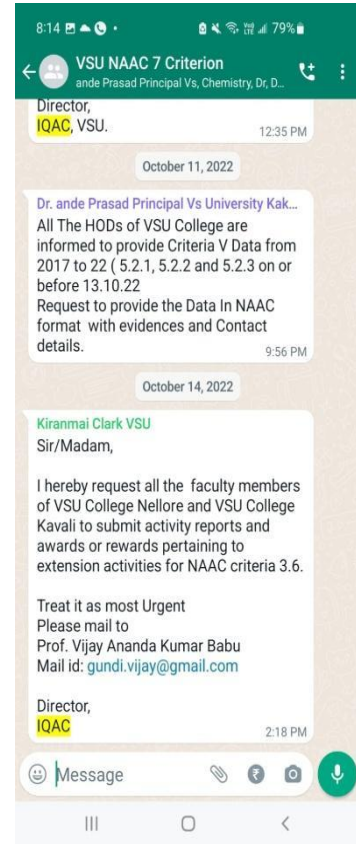 8:14
79%
VSU NAAC 7 Criterion
ande Prasad Principal Vs, Chemistry, Dr, D...
Director,
IQAC, VSU.
12:35 PM
October 11, 2022
Dr. ande Prasad Principal Vs University Kak...
All The HODs of VSU College are
informed to provide Criteria V Data from
2017 to 22 ( 5.2.1, 5.2.2 and 5.2.3 on or
before 13.10.22
Request to provide the Data In NAAC
format with evidences and Contact
details.
9:56 PM
October 14, 2022
Kiranmai Clark VSU
Sir/Madam,
I hereby request all the faculty members
of VSU College Nellore and VSU College
Kavali to submit activity reports and
awards or rewards pertaining to
extension activities for NAAC criteria 3.6.
Treat it as most Urgent
Please mail to
Prof. Vijay Ananda Kumar Babu
Mail id: gundi.vijay@gmail.com
Director,
IQAC
2:18 PM
Message